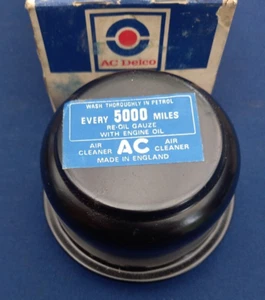 AC Delco
WASH THOROUGHLY IN PETROL
EVERY 5000 MILES
RE-OIL GAUZE
WITH ENGINE OIL
AIR CLEANER AC AIR CLEANER
MADE IN ENGLAND